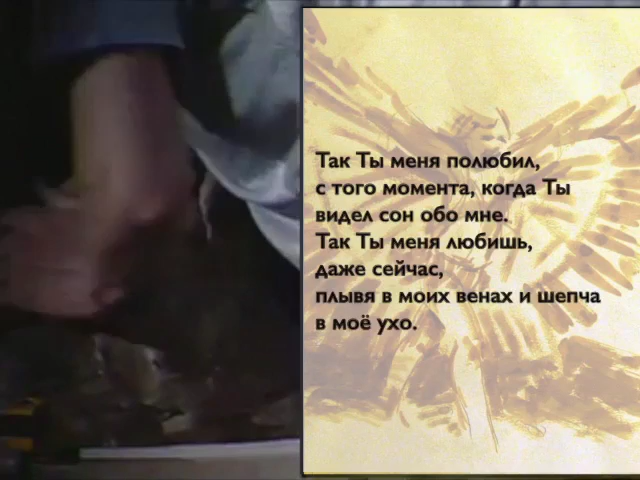 Так Ты меня полюбил,
с того момента, когда Ты
видел сон обо мне.
Так Ты меня любишь,
даже сейчас,
плывя в моих венах и шепча
в моё ухо.